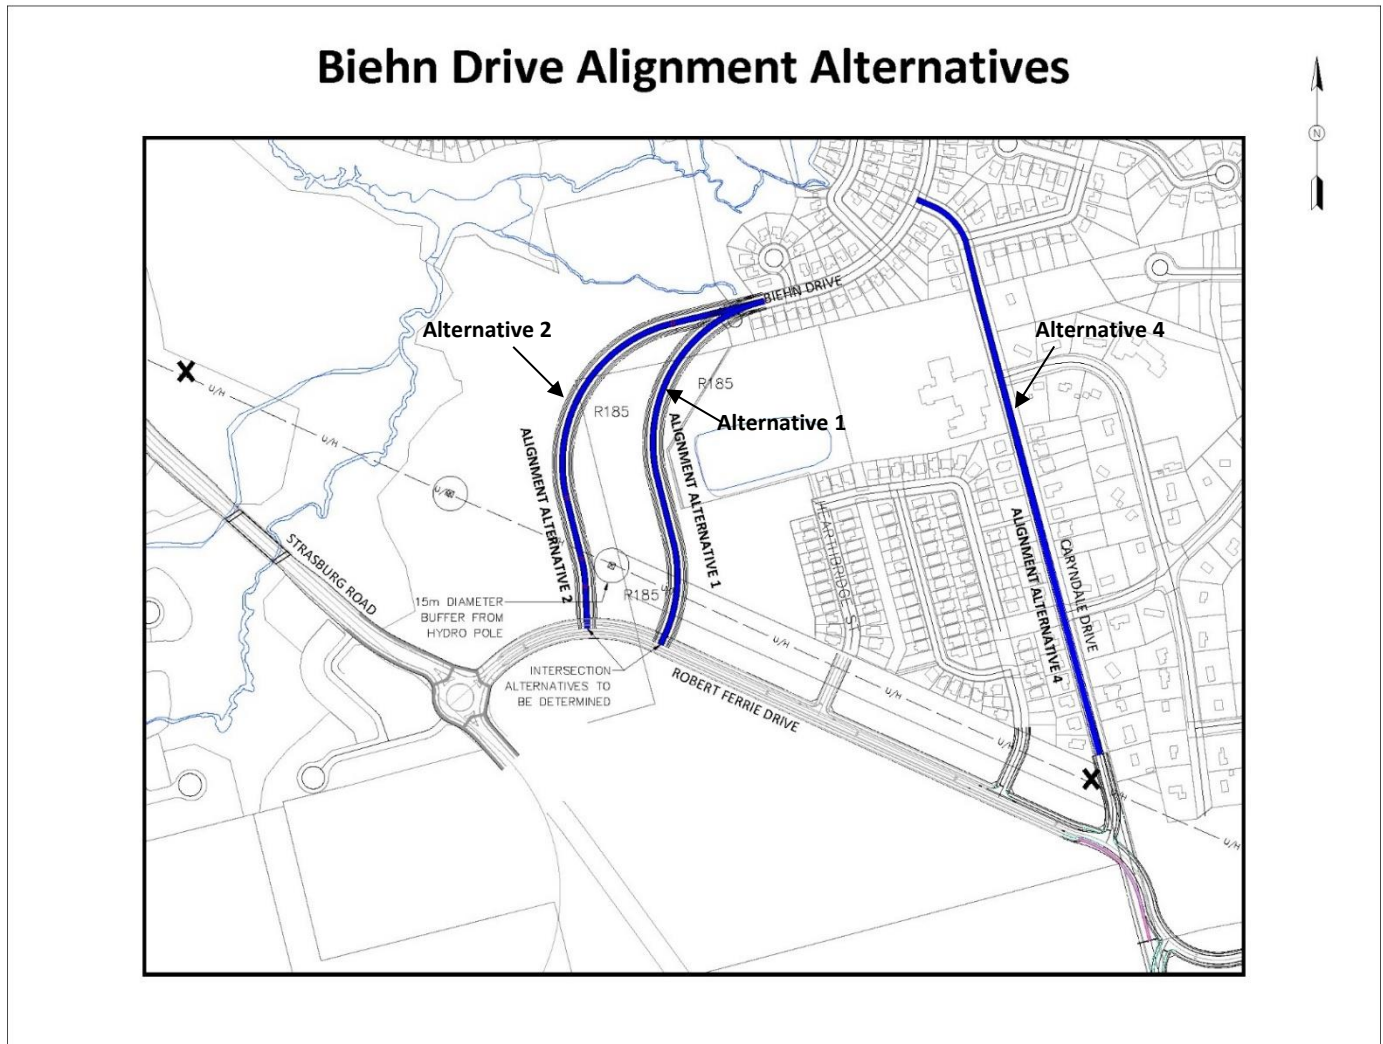 Biehn Drive Alignment Alternatives
N
BIEHN DRIVE
Alternative 2
Alternative 4
U/H
R185
R185
Alternative 1
U/H
ALIGNMENT ALTERNATIVE 2
ALIGNMENT ALTERNATIVE 1
HEARTHBRIDGE ST
ALIGNMENT ALTERNATIVE 4
CARYNDALE DRIVE
STRASBURG ROAD
15m DIAMETER
BUFFER FROM
HYDRO POLE
R185
U/H
INTERSECTION
ALTERNATIVES TO
BE DETERMINED
ROBERT FERRIE DRIVE
U/H
U/H
U/H
U/H